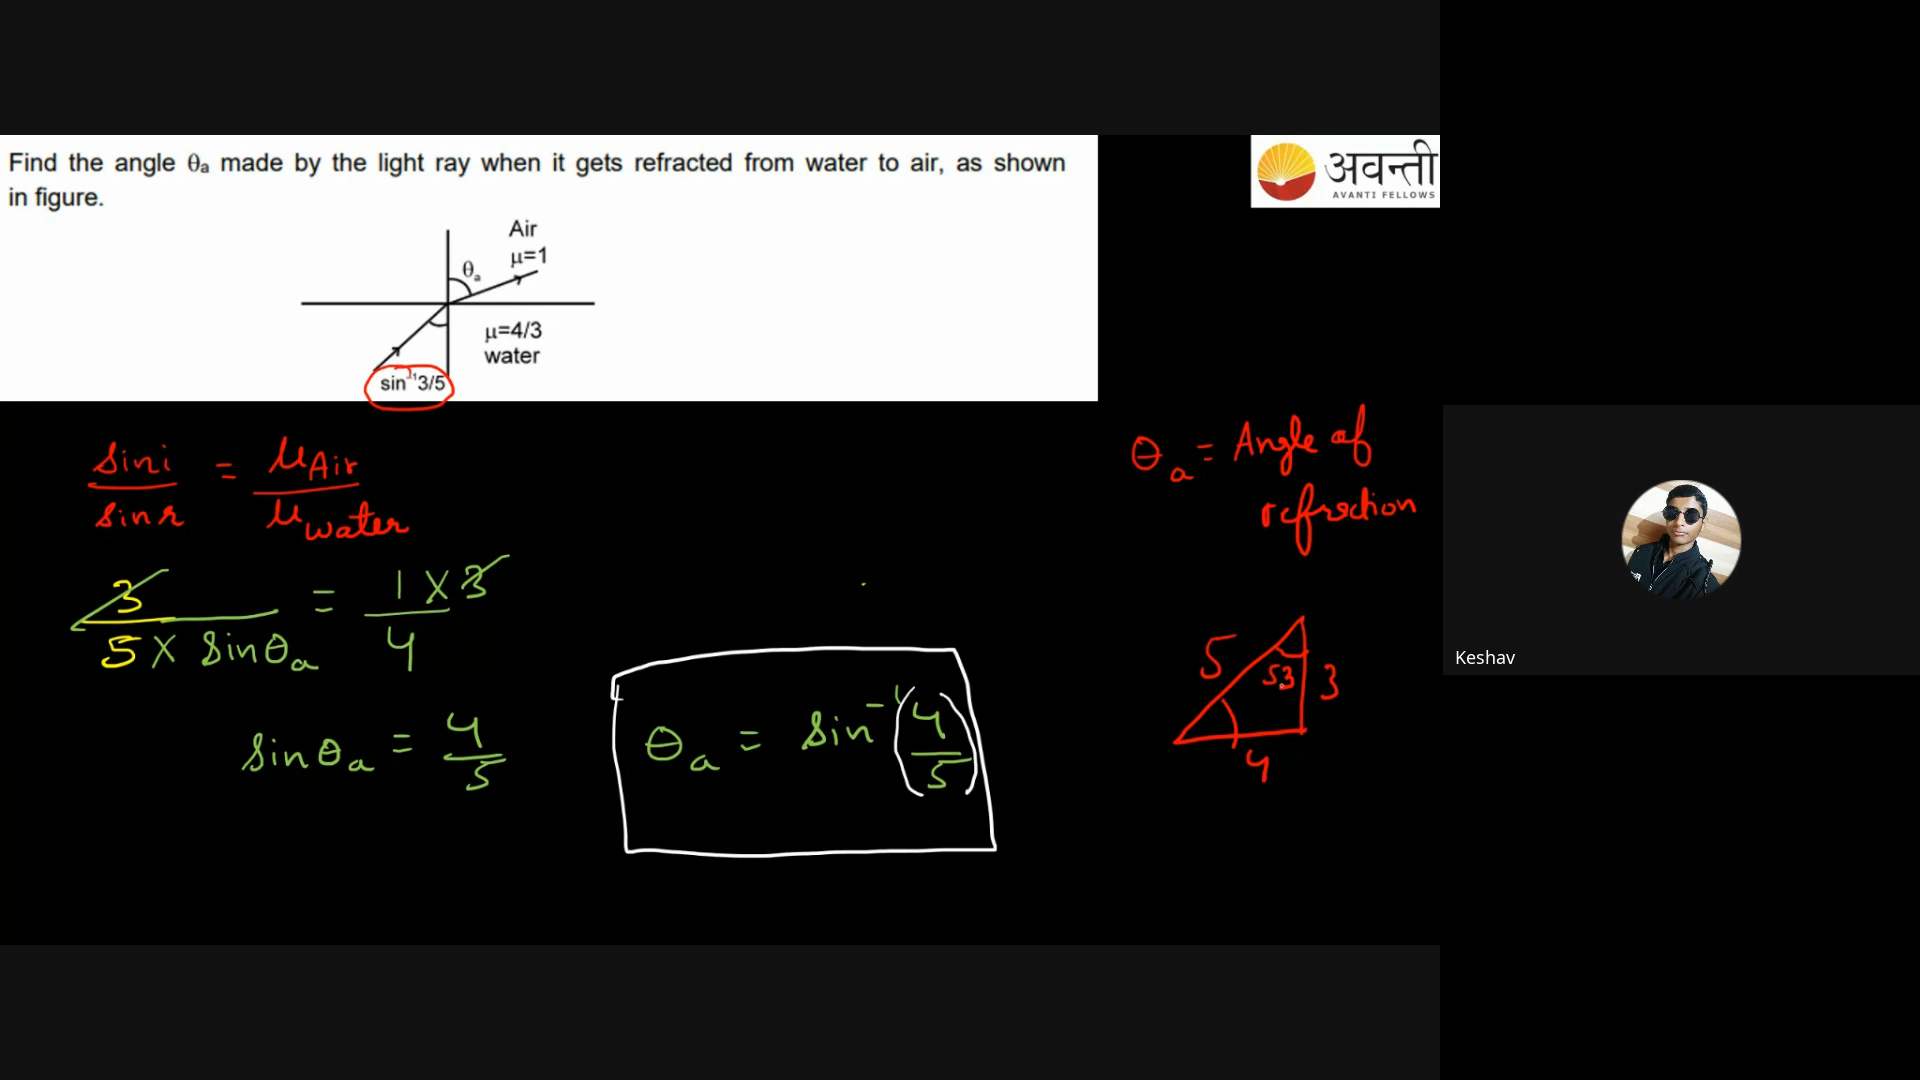 Find the angle θa made by the light ray when it gets refracted from water to air, as shown
in figure.
अवन्ती
AVANTI FELLOWS
Air
μ=1
θa
μ=4/3
water
sin⁻¹3/5
sin i / sin r = μAir / μwater
θa = Angle of
refraction
3 / 5 × sinθa = 1 × 3 / 4
sinθa = 4/5
θa = sin⁻¹(4/5)
5
53
3
4
Keshav